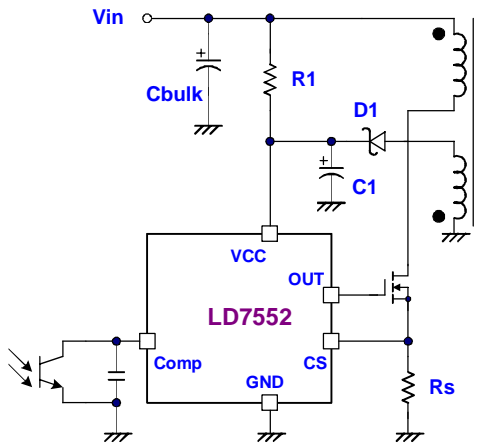 Vin
R1
Cbulk
D1
C1
VCC
OUT
LD7552
Comp
CS
GND
Rs
+
+